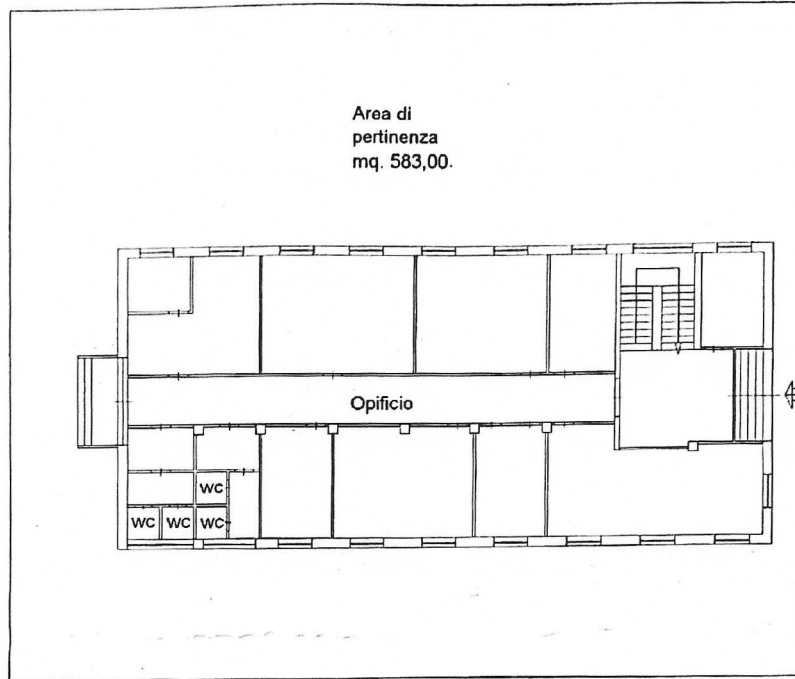 Area di
pertinenza
mq. 583,00.
Opificio
WC
WC WC WC